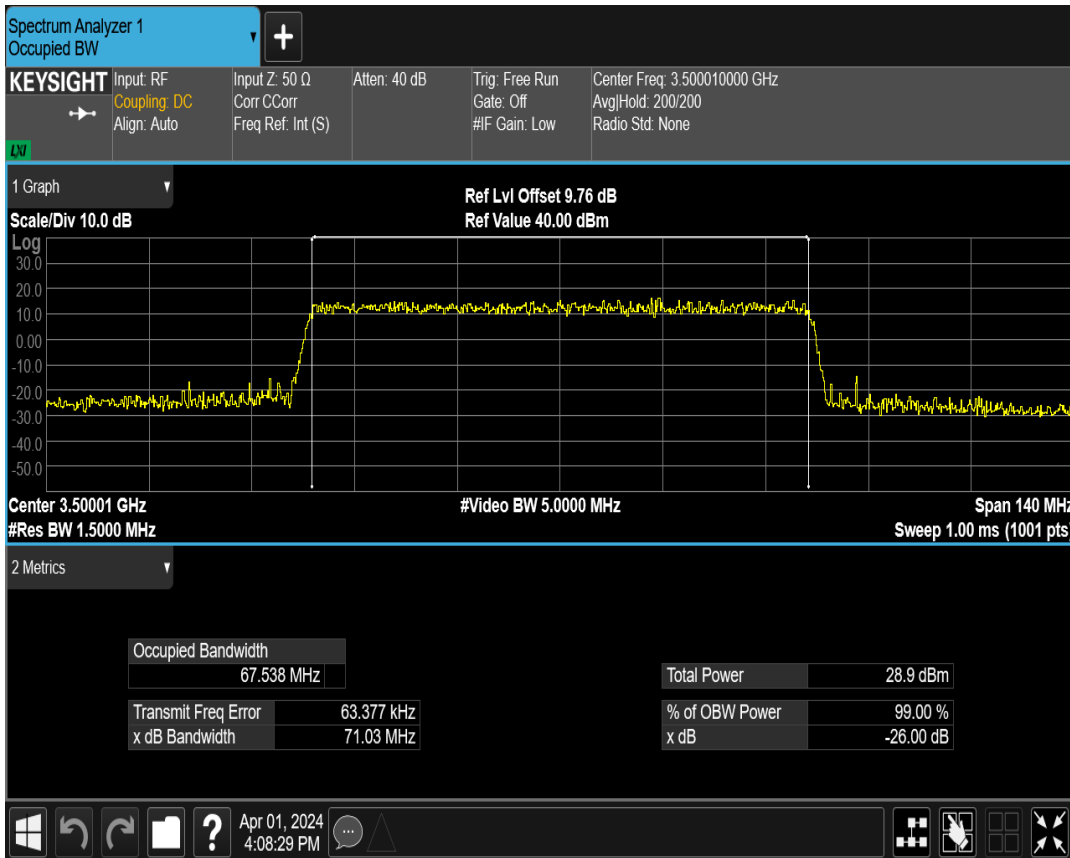 Spectrum Analyzer 1
Occupied BW
+
KEYSIGHT
LXI
Input: RF
Coupling: DC
Align: Auto
Input Z: 50 Ω
Corr CCorr
Freq Ref: Int (S)
Atten: 40 dB
Trig: Free Run
Gate: Off
#IF Gain: Low
Center Freq: 3.500010000 GHz
Avg|Hold: 200/200
Radio Std: None
1 Graph
Scale/Div 10.0 dB
Ref Lvl Offset 9.76 dB
Ref Value 40.00 dBm
Log
30.0
20.0
10.0
0.00
-10.0
-20.0
-30.0
-40.0
-50.0
Center 3.50001 GHz
#Video BW 5.0000 MHz
Span 140 MHz
#Res BW 1.5000 MHz
Sweep 1.00 ms (1001 pts)
2 Metrics
Occupied Bandwidth
67.538 MHz
Transmit Freq Error 63.377 kHz
x dB Bandwidth 71.03 MHz
Total Power 28.9 dBm
% of OBW Power 99.00 %
x dB -26.00 dB
?
Apr 01, 2024
4:08:29 PM